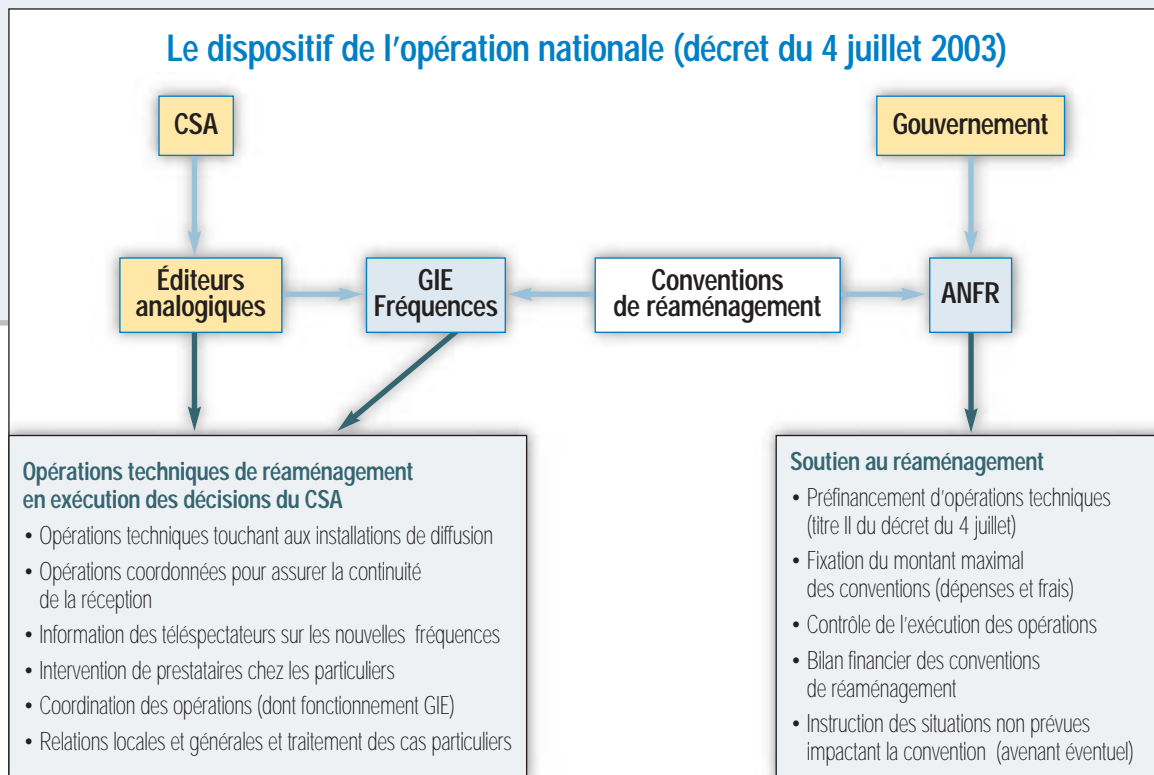 Le dispositif de l'opération nationale (décret du 4 juillet 2003)
CSA
Gouvernement
Éditeurs
analogiques
GIE
Fréquences
Conventions
de réaménagement
ANFR
Opérations techniques de réaménagement
en exécution des décisions du CSA
• Opérations techniques touchant aux installations de diffusion
• Opérations coordonnées pour assurer la continuité
de la réception
• Information des téléspectateurs sur les nouvelles fréquences
• Intervention de prestataires chez les particuliers
• Coordination des opérations (dont fonctionnement GIE)
• Relations locales et générales et traitement des cas particuliers
Soutien au réaménagement
• Préfinancement d'opérations techniques
(titre II du décret du 4 juillet)
• Fixation du montant maximal
des conventions (dépenses et frais)
• Contrôle de l'exécution des opérations
• Bilan financier des conventions
de réaménagement
• Instruction des situations non prévues
impactant la convention (avenant éventuel)